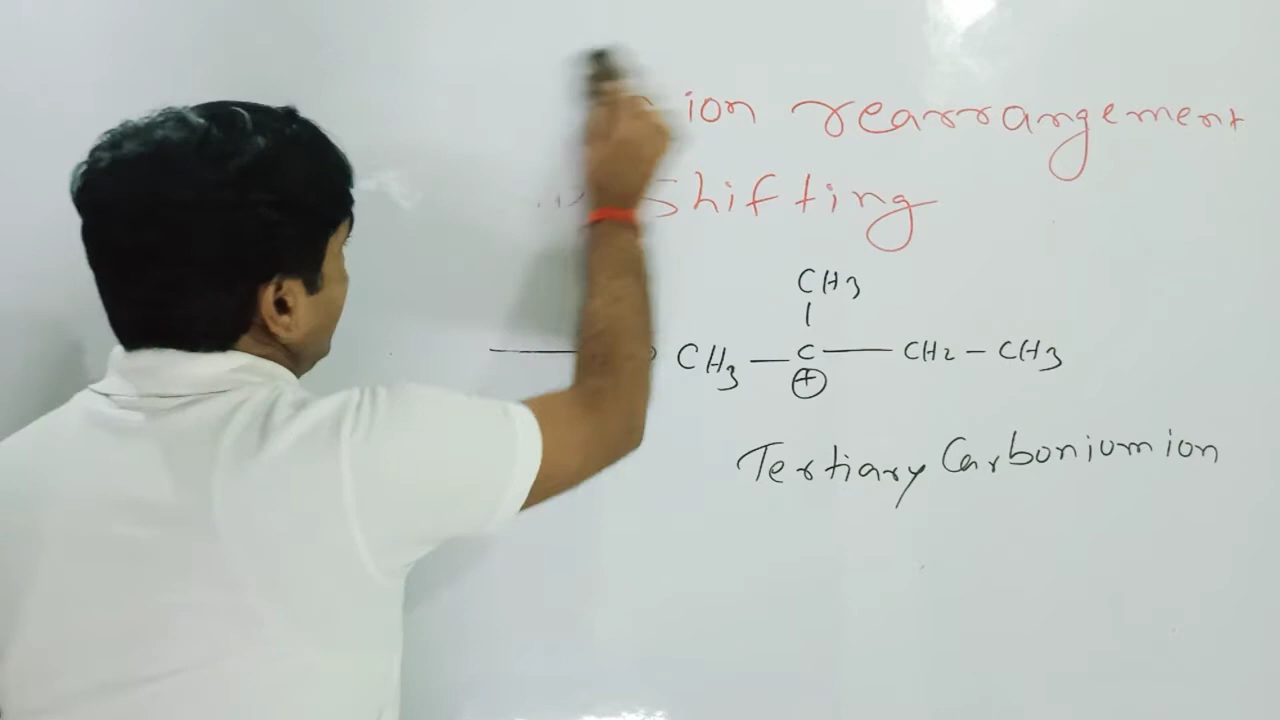 ion rearrangement
Shifting
CH3
CH3 — C — CH2 — CH3
⊕
Tertiary Carbonium ion